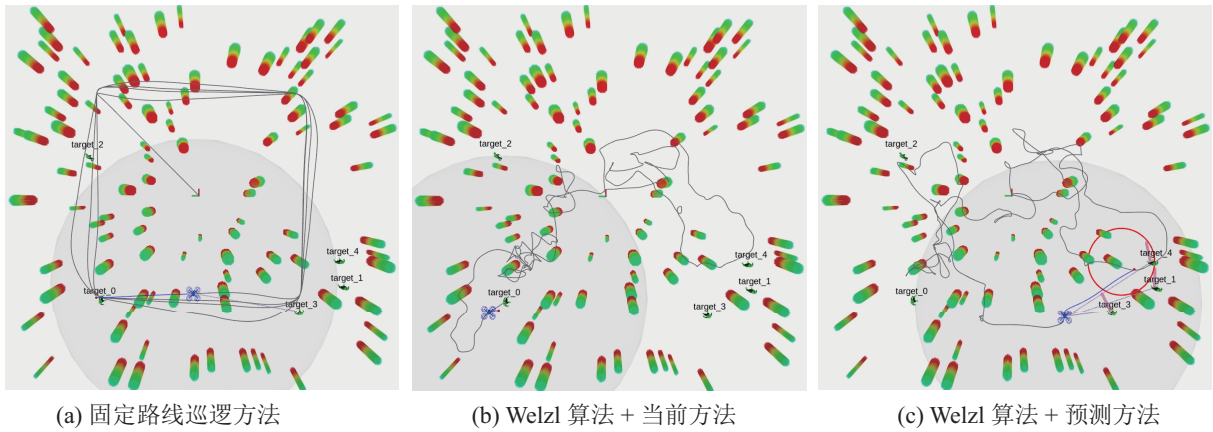 target_2
target_0
target_3
target_4
target_1
(a) 固定路线巡逻方法
target_2
target_0
target_4
target_1
target_3
(b) Welzl 算法 + 当前方法
target_2
target_0
target_4
target_1
target_3
(c) Welzl 算法 + 预测方法